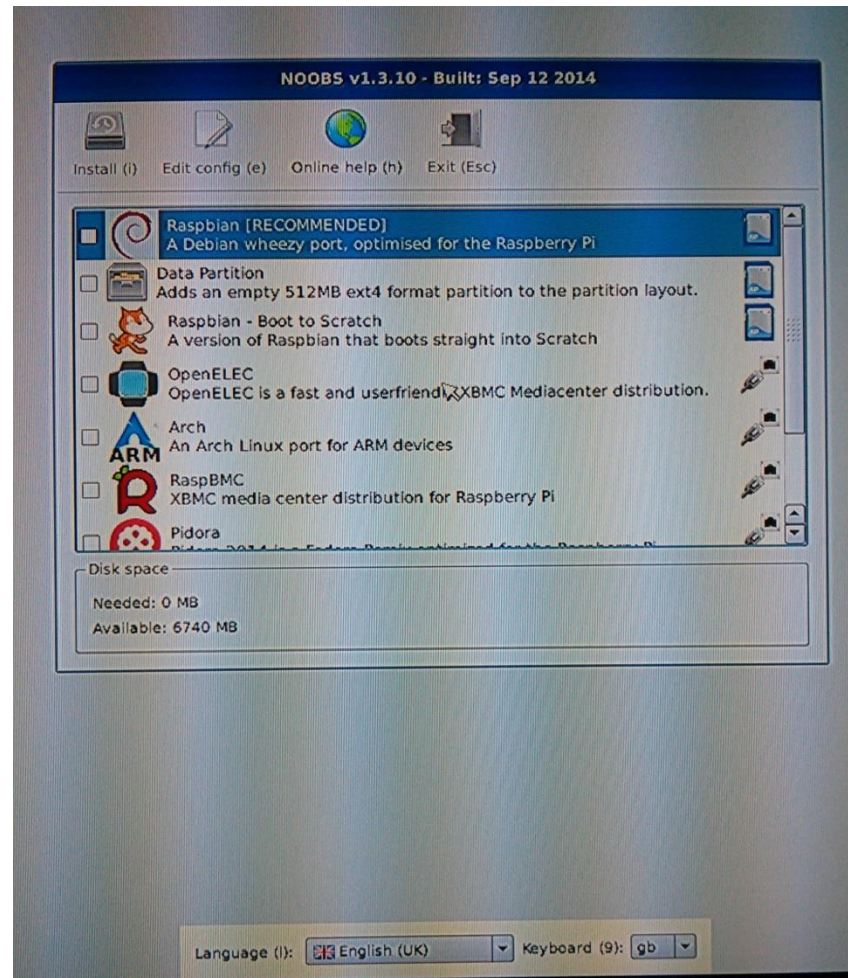 NOOBS v1.3.10 - Built: Sep 12 2014
Install (i) Edit config (e) Online help (h) Exit (Esc)
Raspbian [RECOMMENDED]
A Debian wheezy port, optimised for the Raspberry Pi
Data Partition
Adds an empty 512MB ext4 format partition to the partition layout.
Raspbian - Boot to Scratch
A version of Raspbian that boots straight into Scratch
OpenELEC
OpenELEC is a fast and userfriendly XBMC Mediacenter distribution.
Arch
ARM An Arch Linux port for ARM devices
RaspBMC
XBMC media center distribution for Raspberry Pi
Pidora
Disk space
Needed: 0 MB
Available: 6740 MB
Language (l): English (UK) Keyboard (9): gb